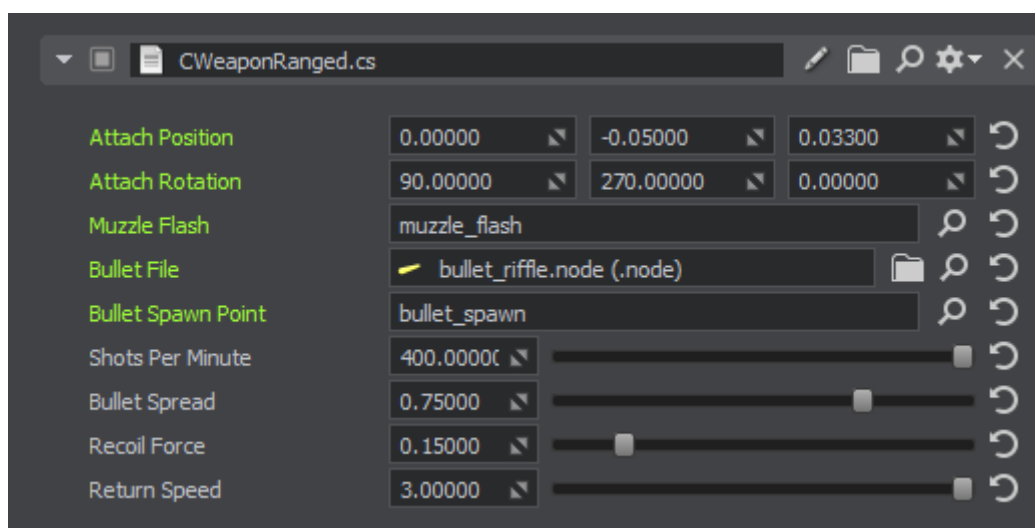 CWeaponRanged.cs
Attach Position 0.00000 -0.05000 0.03300
Attach Rotation 90.00000 270.00000 0.00000
Muzzle Flash muzzle_flash
Bullet File bullet_riffle.node (.node)
Bullet Spawn Point bullet_spawn
Shots Per Minute 400.0000(
Bullet Spread 0.75000
Recoil Force 0.15000
Return Speed 3.00000